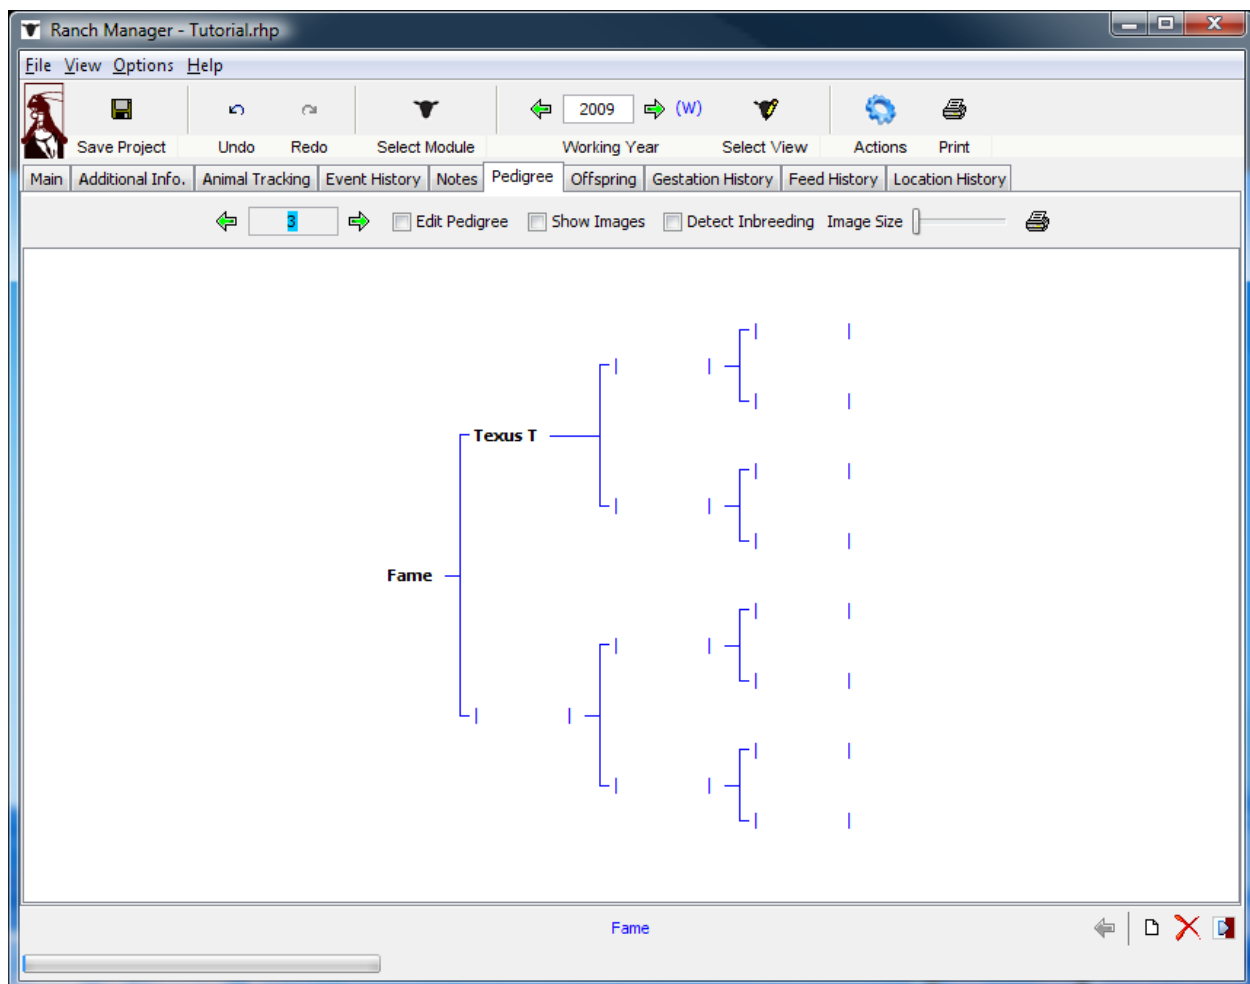 Ranch Manager - Tutorial.rhp
File View Options Help
2009 (W)
Save Project Undo Redo Select Module Working Year Select View Actions Print
Main Additional Info. Animal Tracking Event History Notes Pedigree Offspring Gestation History Feed History Location History
3 Edit Pedigree Show Images Detect Inbreeding Image Size
Texus T
Fame
Fame